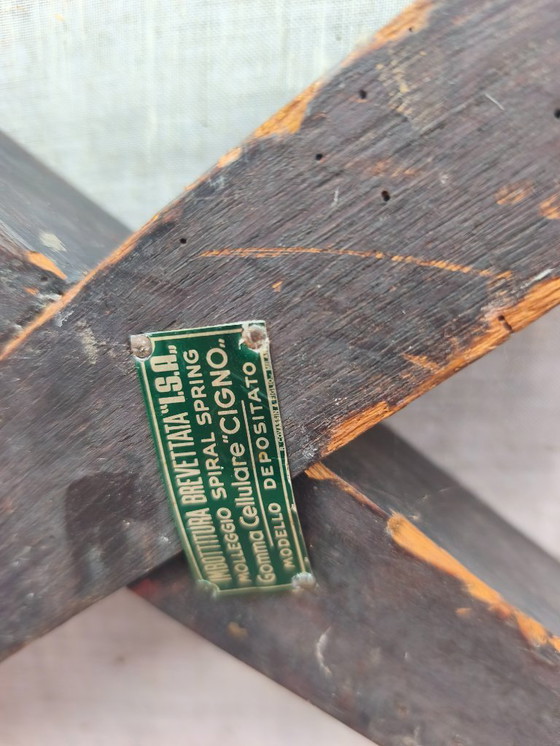 IMBOTTITURA BREVETTATA "I.S.A."
MOLLEGGIO SPIRAL SPRING
Gomma Cellulare "CIGNO"
MODELLO DEPOSITATO